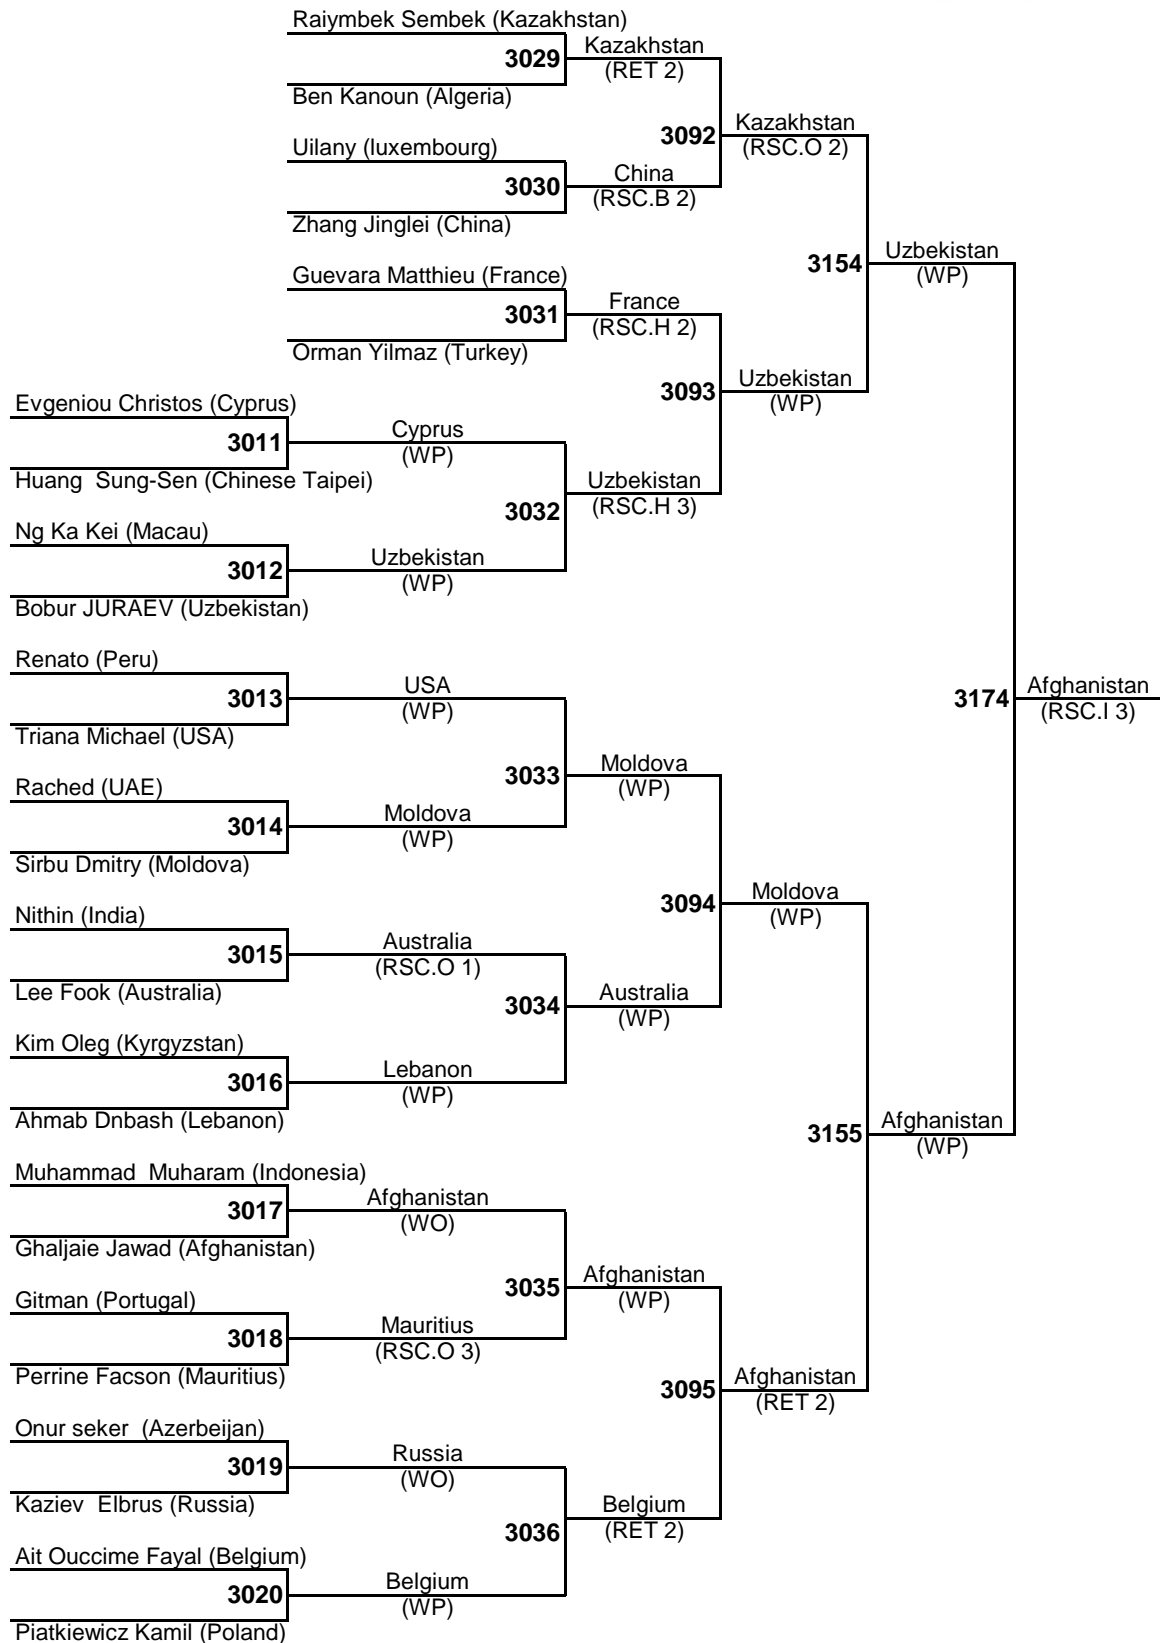 Raiymbek Sembek (Kazakhstan)
3029
Kazakhstan
(RET 2)
Ben Kanoun (Algeria)
3092
Kazakhstan
(RSC.O 2)
Uilany (luxembourg)
3030
China
(RSC.B 2)
Zhang Jinglei (China)
3154
Uzbekistan
(WP)
Guevara Matthieu (France)
3031
France
(RSC.H 2)
Orman Yilmaz (Turkey)
3093
Uzbekistan
(WP)
Evgeniou Christos (Cyprus)
3011
Cyprus
(WP)
Huang  Sung-Sen (Chinese Taipei)
3032
Uzbekistan
(RSC.H 3)
Ng Ka Kei (Macau)
3012
Uzbekistan
(WP)
Bobur JURAEV (Uzbekistan)
Renato (Peru)
3013
USA
(WP)
3174
Afghanistan
(RSC.I 3)
Triana Michael (USA)
3033
Moldova
(WP)
Rached (UAE)
3014
Moldova
(WP)
Sirbu Dmitry (Moldova)
3094
Moldova
(WP)
Nithin (India)
3015
Australia
(RSC.O 1)
Lee Fook (Australia)
3034
Australia
(WP)
Kim Oleg (Kyrgyzstan)
3016
Lebanon
(WP)
Ahmab Dnbash (Lebanon)
3155
Afghanistan
(WP)
Muhammad  Muharam (Indonesia)
3017
Afghanistan
(WO)
Ghaljaie Jawad (Afghanistan)
3035
Afghanistan
(WP)
Gitman (Portugal)
3018
Mauritius
(RSC.O 3)
Perrine Facson (Mauritius)
3095
Afghanistan
(RET 2)
Onur seker  (Azerbeijan)
3019
Russia
(WO)
Kaziev  Elbrus (Russia)
3036
Belgium
(RET 2)
Ait Ouccime Fayal (Belgium)
3020
Belgium
(WP)
Piatkiewicz Kamil (Poland)